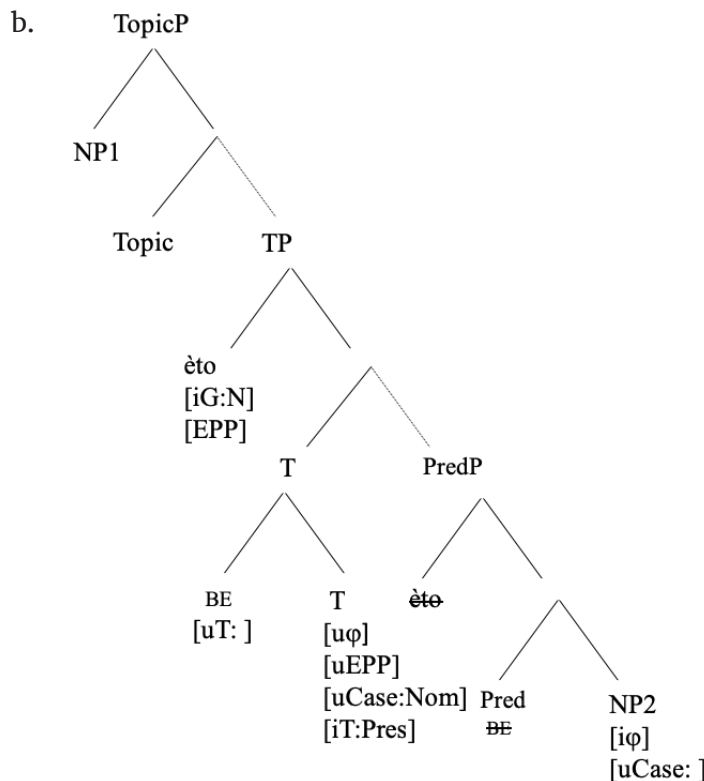 b.
TopicP
NP1
Topic TP
èto
[iG:N]
[EPP]
T PredP
BE T èto
[uT: ] [uφ]
[uEPP]
[uCase:Nom] Pred NP2
[iT:Pres] BE [iφ]
[uCase: ]